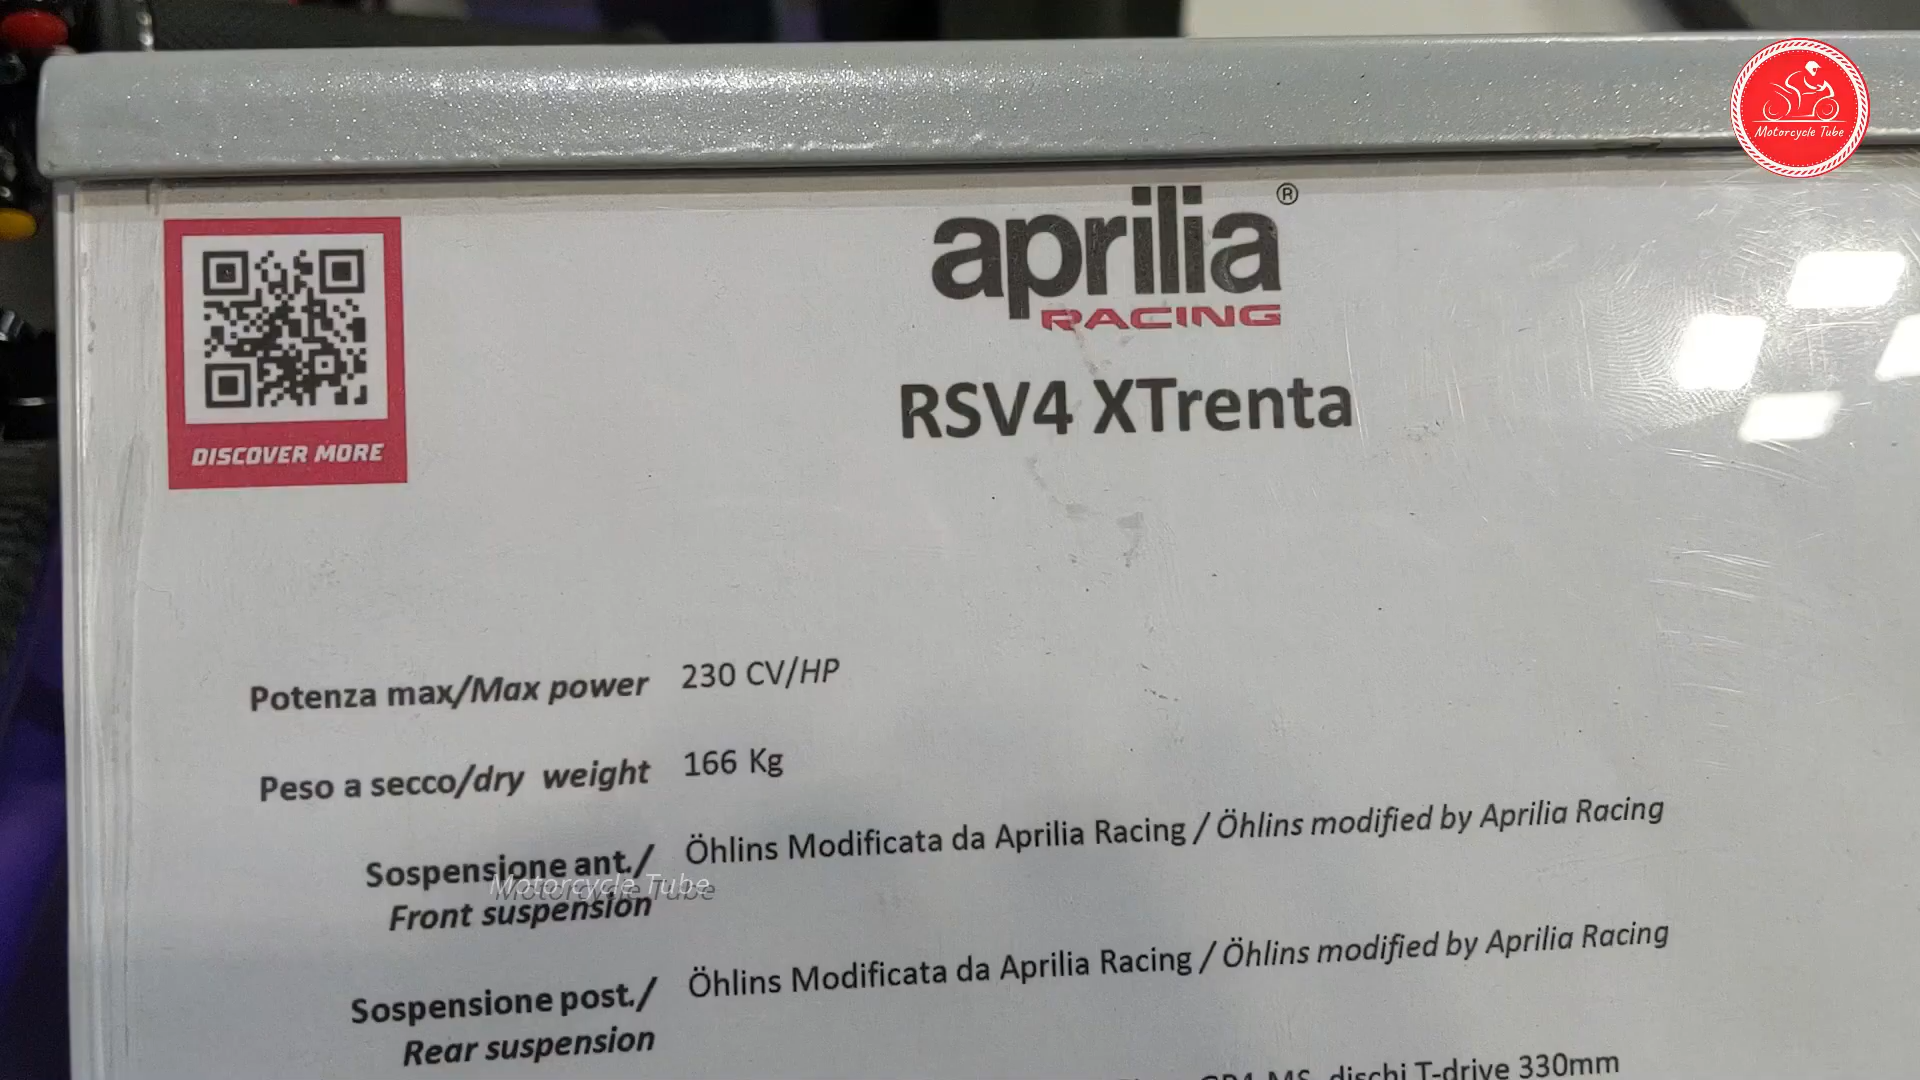 Motorcycle Tube
aprilia®
RACING
RSV4 XTrenta
DISCOVER MORE
Potenza max/Max power 230 CV/HP
Peso a secco/dry weight 166 Kg
Sospensione ant./ Öhlins Modificata da Aprilia Racing / Öhlins modified by Aprilia Racing
Front suspension
Motorcycle Tube
Sospensione post./ Öhlins Modificata da Aprilia Racing / Öhlins modified by Aprilia Racing
Rear suspension
dischi T-drive 330mm